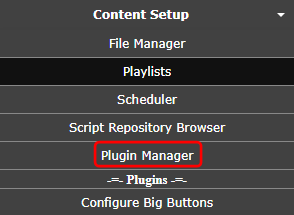 Content Setup
File Manager
Playlists
Scheduler
Script Repository Browser
Plugin Manager
-=- Plugins -=-
Configure Big Buttons